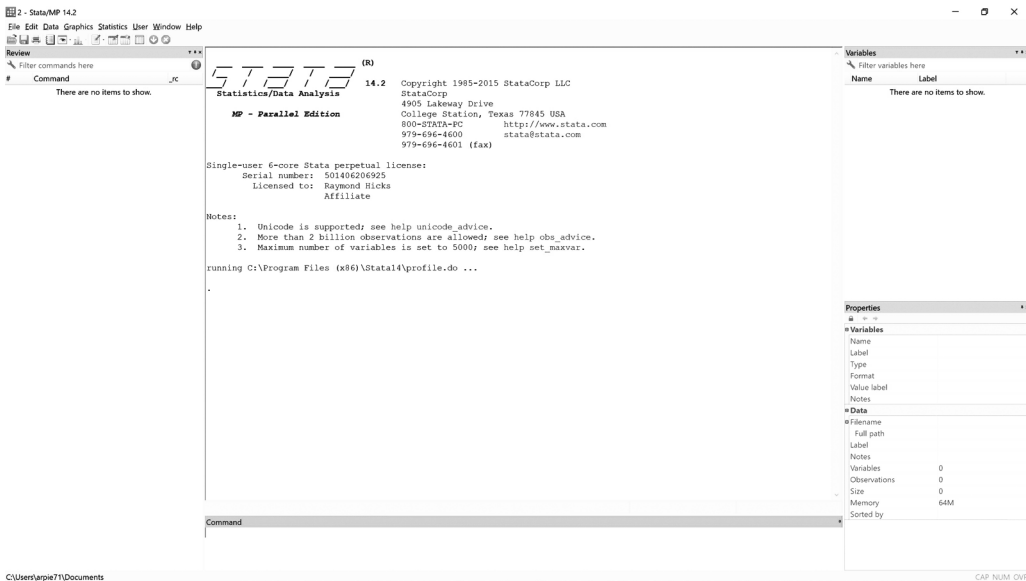 2 - Stata/MP 14.2
File Edit Data Graphics Statistics User Window Help
Review
Filter commands here
# Command _rc
There are no items to show.
(R)
14.2 Copyright 1985-2015 StataCorp LLC
Statistics/Data Analysis StataCorp
4905 Lakeway Drive
MP - Parallel Edition College Station, Texas 77845 USA
800-STATA-PC http://www.stata.com
979-696-4600 stata@stata.com
979-696-4601 (fax)
Single-user 6-core Stata perpetual license:
Serial number: 501406206925
Licensed to: Raymond Hicks
Affiliate
Notes:
1. Unicode is supported; see help unicode_advice.
2. More than 2 billion observations are allowed; see help obs_advice.
3. Maximum number of variables is set to 5000; see help set_maxvar.
running C:\Program Files (x86)\Stata14\profile.do ...
.
Command
Variables
Filter variables here
Name Label
There are no items to show.
Properties
Variables
Name
Label
Type
Format
Value label
Notes
Data
Filename
Full path
Label
Notes
Variables 0
Observations 0
Size 0
Memory 64M
Sorted by
C:\Users\arpie71\Documents
CAP NUM OVR